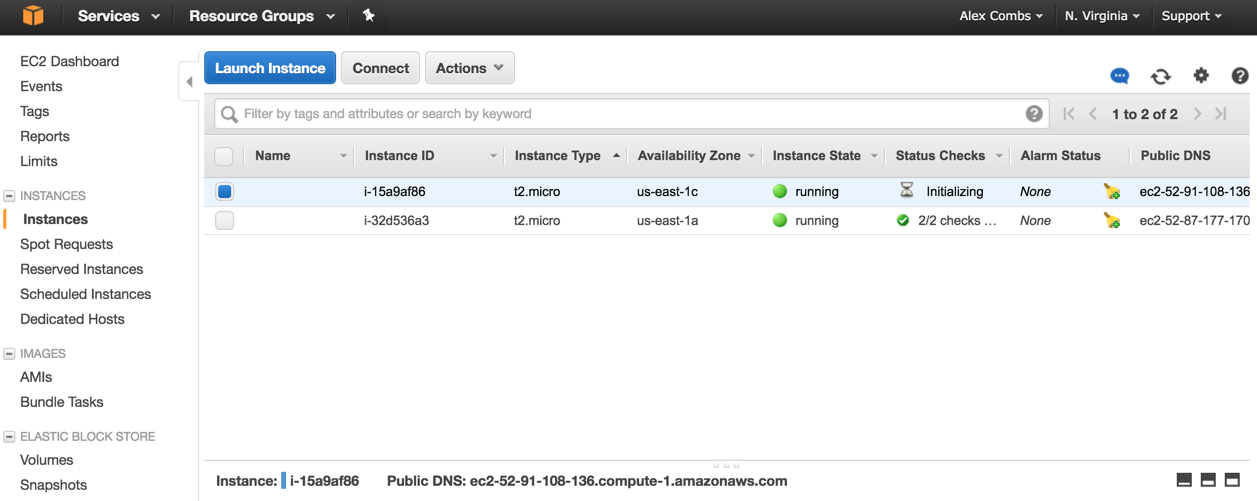 Services Resource Groups Alex Combs N. Virginia Support
EC2 Dashboard
Events
Tags
Reports
Limits
INSTANCES
Instances
Spot Requests
Reserved Instances
Scheduled Instances
Dedicated Hosts
IMAGES
AMIs
Bundle Tasks
ELASTIC BLOCK STORE
Volumes
Snapshots
Launch Instance Connect Actions
Filter by tags and attributes or search by keyword
1 to 2 of 2
Name Instance ID Instance Type Availability Zone Instance State Status Checks Alarm Status Public DNS
i-15a9af86 t2.micro us-east-1c running Initializing None ec2-52-91-108-136
i-32d536a3 t2.micro us-east-1a running 2/2 checks ... None ec2-52-87-177-170
Instance: i-15a9af86 Public DNS: ec2-52-91-108-136.compute-1.amazonaws.com